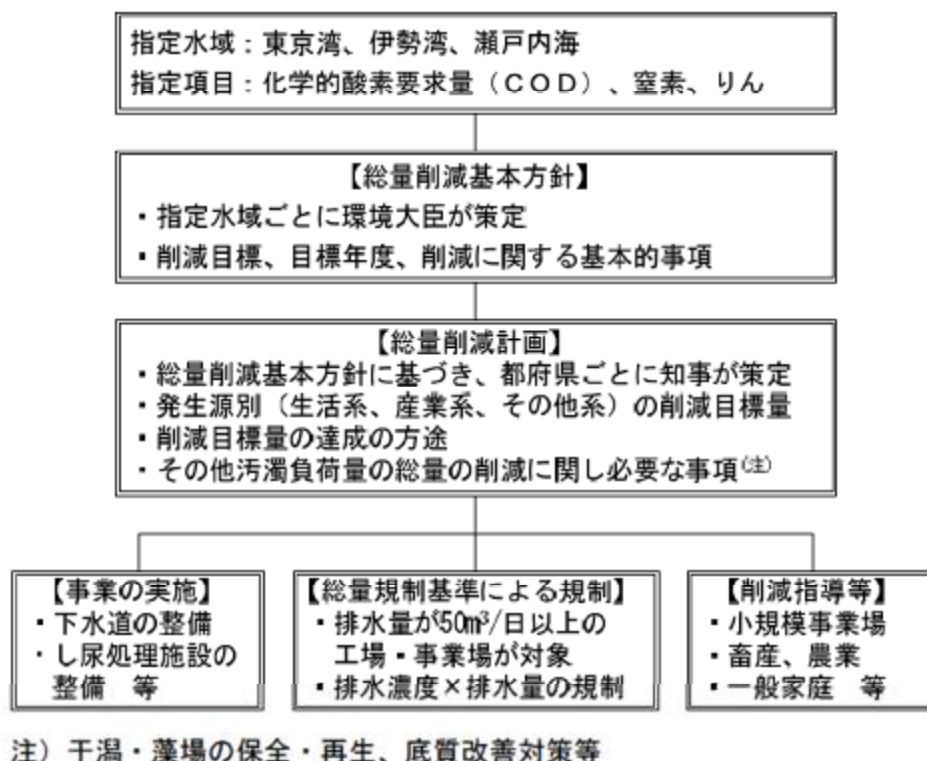 指定水域：東京湾、伊勢湾、瀬戸内海
指定項目：化学的酸素要求量（ＣＯＤ）、窒素、りん
【総量削減基本方針】
・指定水域ごとに環境大臣が策定
・削減目標、目標年度、削減に関する基本的事項
【総量削減計画】
・総量削減基本方針に基づき、都府県ごとに知事が策定
・発生源別（生活系、産業系、その他系）の削減目標量
・削減目標量の達成の方途
・その他汚濁負荷量の総量の削減に関し必要な事項(注)
【事業の実施】
・下水道の整備
・し尿処理施設の
整備　等
【総量規制基準による規制】
・排水量が50m³/日以上の
工場・事業場が対象
・排水濃度×排水量の規制
【削減指導等】
・小規模事業場
・畜産、農業
・一般家庭　等
注）干潟・藻場の保全・再生、底質改善対策等